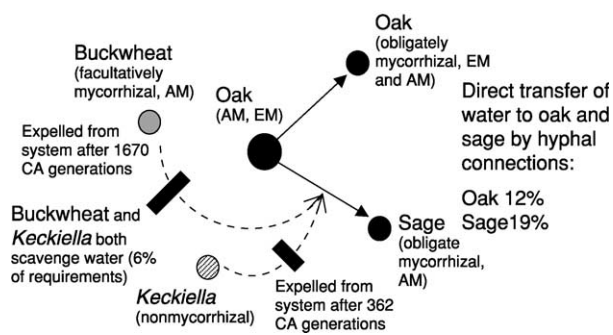 Buckwheat
(facultatively
mycorrhizal, AM)
Expelled from
system after 1670
CA generations
Buckwheat and
Keckiella both
scavenge water (6%
of requirements)
Keckiella
(nonmycorrhizal)
Expelled from
system after 362
CA generations
Oak
(AM, EM)
Oak
(obligately
mycorrhizal, EM
and AM)
Sage
(obligate
mycorrhizal,
AM)
Direct transfer of
water to oak and
sage by hyphal
connections:
Oak 12%
Sage19%